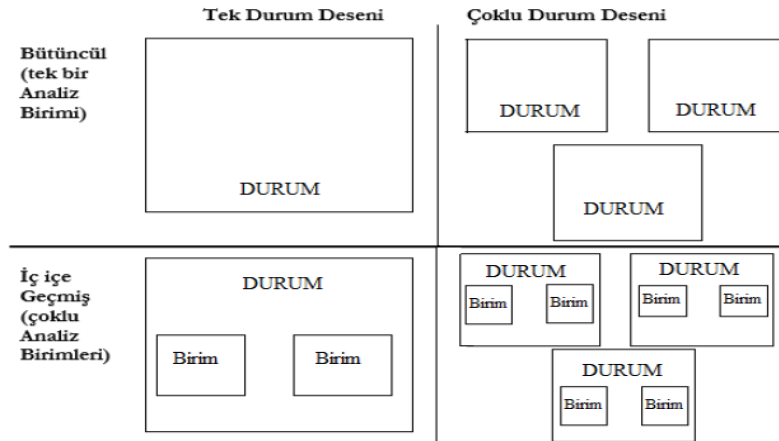 Tek Durum Deseni
Çoklu Durum Deseni
Bütüncül
(tek bir
Analiz
Birimi)
DURUM
DURUM
DURUM
DURUM
İç içe
Geçmiş
(çoklu
Analiz
Birimleri)
DURUM
Birim
Birim
DURUM
Birim
Birim
DURUM
Birim
Birim
DURUM
Birim
Birim